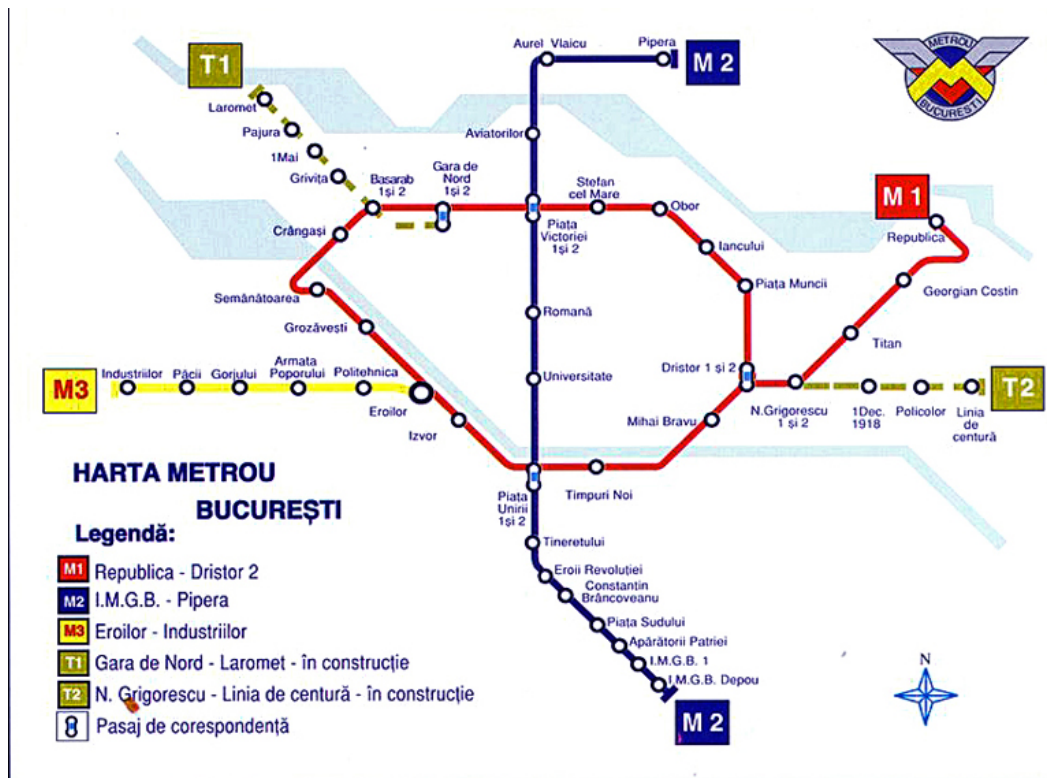 T1
Laromet
Pajura
1Mai
Grivița
Basarab
1și 2
Gara de
Nord
1și 2
Aurel Vlaicu
Pipera
M 2
Aviatorilor
METROU
BUCUREȘTI
Ștefan
cel Mare
Obor
M 1
Republica
Crângași
Piața
Victoriei
1și 2
Iancului
Piața Muncii
Georgian Costin
Semănătoarea
Grozăvești
Romană
Titan
M3
Industriilor
Păcii
Gorjului
Armata
Poporului
Politehnica
Eroilor
Izvor
Universitate
Dristor 1 și 2
Mihai Bravu
N.Grigorescu
1 și 2
1Dec.
1918
Policolor
Linia
de
centură
T2
Piața
Unirii
1și 2
Timpuri Noi
Tineretului
Eroii Revoluției
Constantin
Brâncoveanu
Piața Sudului
Apărătorii Patriei
I.M.G.B. 1
I.M.G.B. Depou
M 2
HARTA METROU
BUCUREȘTI
Legendă:
M1 Republica - Dristor 2
M2 I.M.G.B. - Pipera
M3 Eroilor - Industriilor
T1 Gara de Nord - Laromet - în construcție
T2 N. Grigorescu - Linia de centură - în construcție
Pasaj de corespondență
N